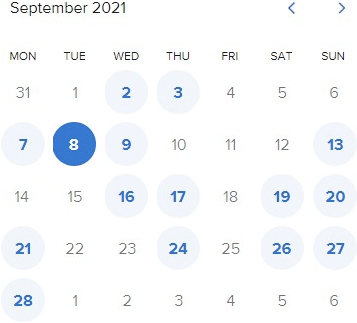 September 2021
MON TUE WED THU FRI SAT SUN
31 1 2 3 4 5 6
7 8 9 10 11 12 13
14 15 16 17 18 19 20
21 22 23 24 25 26 27
28 1 2 3 4 5 6